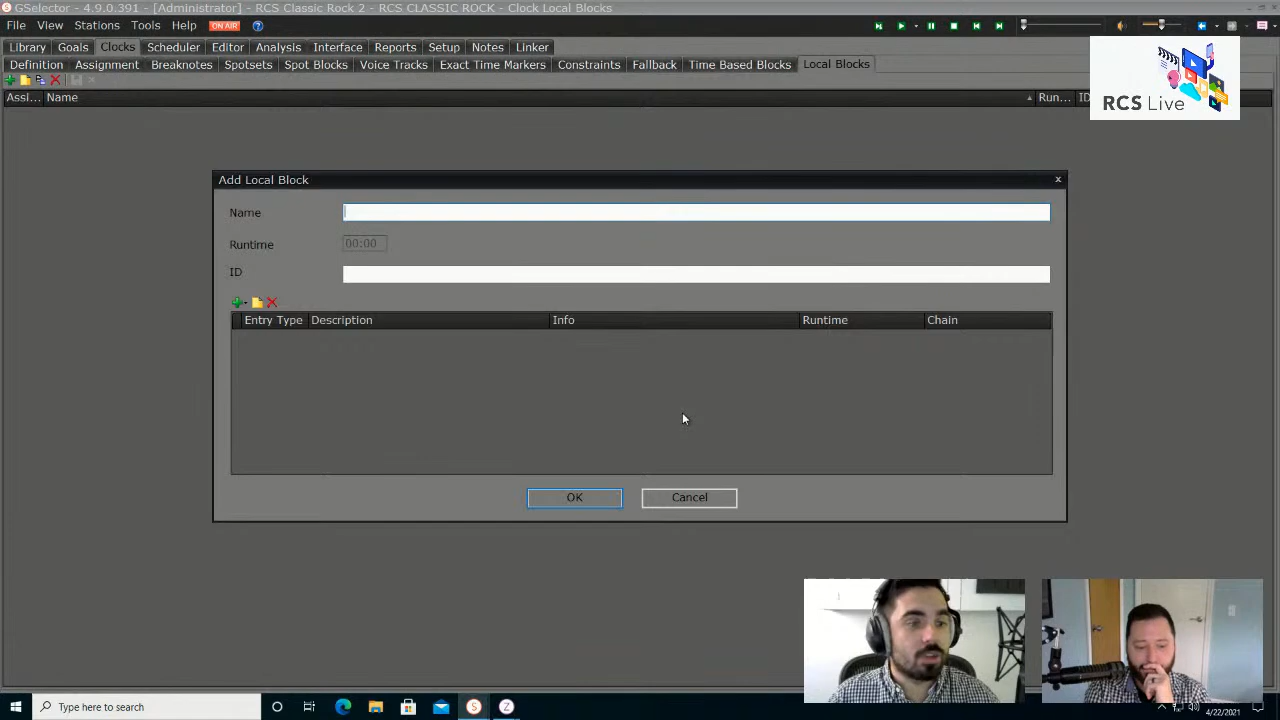 GSelector - 4.9.0.391 - [Administrator] - RCS Classic Rock 2 - RCS CLASSIC ROCK - Clock Local Blocks
File View Stations Tools Help ON AIR
Library Goals Clocks Scheduler Editor Analysis Interface Reports Setup Notes Linker
Definition Assignment Breaknotes Spotsets Spot Blocks Voice Tracks Exact Time Markers Constraints Fallback Time Based Blocks Local Blocks
Assi... Name Run... ID
RCS Live
Add Local Block
Name
Runtime 00:00
ID
Entry Type Description Info Runtime Chain
OK Cancel
Type here to search
4/22/2021